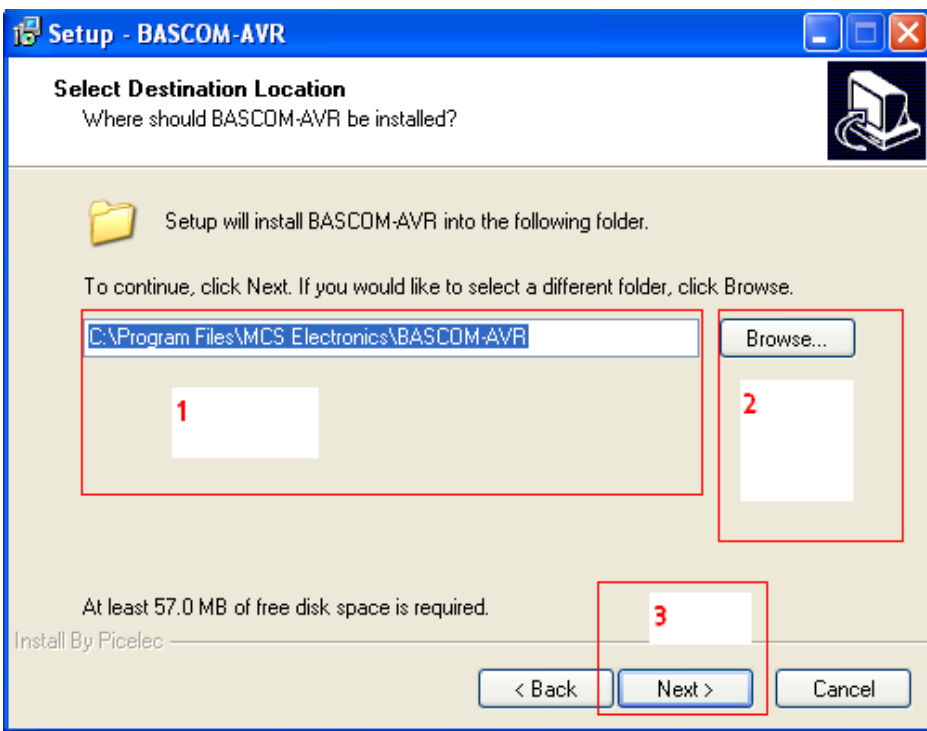 Setup - BASCOM-AVR
Select Destination Location
Where should BASCOM-AVR be installed?
Setup will install BASCOM-AVR into the following folder.
To continue, click Next. If you would like to select a different folder, click Browse.
C:\Program Files\MCS Electronics\BASCOM-AVR
Browse...
1
2
At least 57.0 MB of free disk space is required.
3
Install By Picelec
< Back
Next >
Cancel